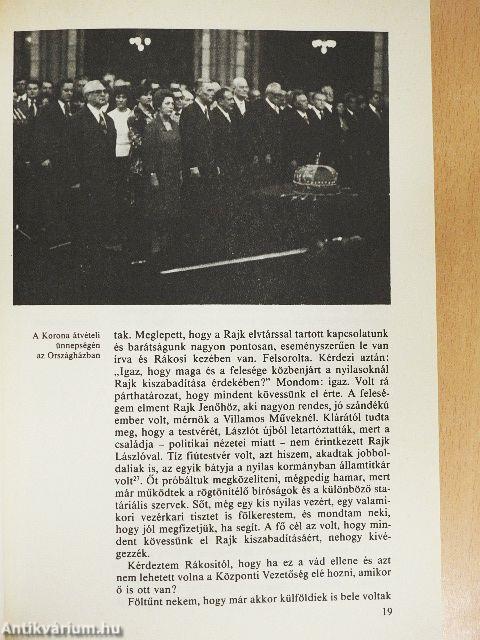 A Korona átvételi
ünnepségén
az Országházban
tak. Meglepett, hogy a Rajk elvtárssal tartott kapcsolatunk
és barátságunk nagyon pontosan, eseményszerűen le van
írva és Rákosi kezében van. Felsorolta. Kérdezi aztán:
„Igaz, hogy maga és a felesége közbenjárt a nyilasoknál
Rajk kiszabadítása érdekében?” Mondom: igaz. Volt rá
párthatározat, hogy mindent kövessünk el érte. A felesé-
gem elment Rajk Jenőhöz, aki nagyon rendes, jó szándékú
ember volt, mérnök a Villamos Műveknél. Klárától tudta
meg, hogy a testvérét, Lászlót újból letartóztatták, mert a
családja – politikai nézetei miatt – nem érintkezett Rajk
Lászlóval. Tíz fiútestvér volt, azt hiszem, akadtak jobbol-
daliak is, az egyik bátyja a nyilas kormányban államtitkár
volt²⁷. Őt próbáltuk megközelíteni, mégpedig hamar, mert
már működtek a rögtönítélő bíróságok és a különböző sta-
táriális szervek. Sőt, még egy kis nyilas vezért, egy valami-
kori vezérkari tisztet is fölkerestem, és mondtam neki,
hogy jól megfizetjük, ha segít. A fő cél az volt, hogy min-
dent kövessünk el Rajk kiszabadításáért, nehogy kivé-
gezzék.
Kérdeztem Rákositól, hogy ha ez a vád ellene és azt
nem lehetett volna a Központi Vezetőség elé hozni, amikor
ő is ott van?
Föltűnt nekem, hogy már akkor külföldiek is bele voltak
19
Antikvárium.hu